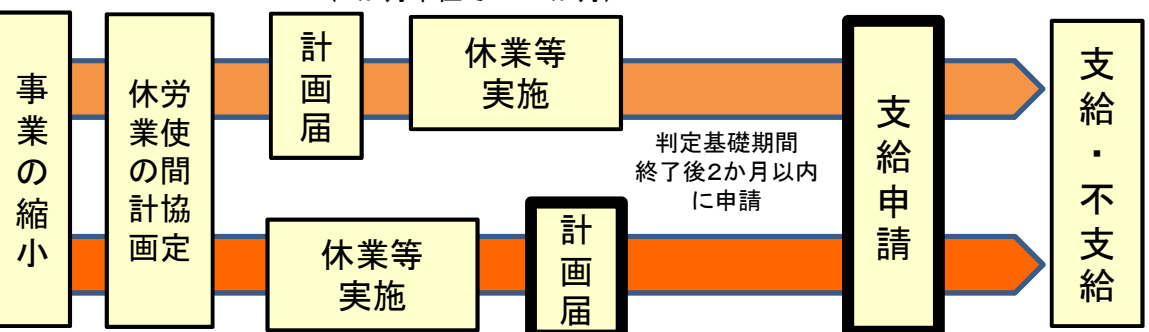 事業の縮小
労使間協定
休業の計画
計画届
休業等
実施
判定基礎期間
終了後2か月以内
に申請
休業等
実施
計画届
支給申請
支給・不支給